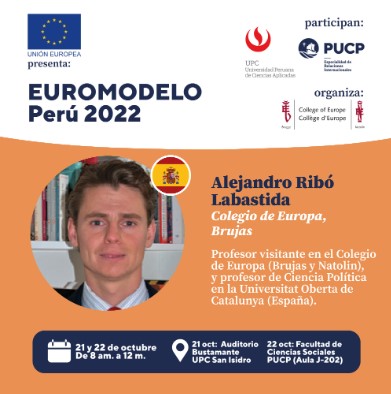 UNIÓN EUROPEA
presenta:
UPC
Universidad Peruana
de Ciencias Aplicadas
participan:
PUCP
Especialidad de
Relaciones
Internacionales
EUROMODELO
Perú 2022
organiza:
College of Europe
Collège d'Europe
Brugge
Natolin
Alejandro Ribó
Labastida
Colegio de Europa,
Brujas
Profesor visitante en el Colegio
de Europa (Brujas y Natolin),
y profesor de Ciencia Política
en la Universitat Oberta de
Catalunya (España).
21 y 22 de octubre
De 8 am. a 12 m.
21 oct: Auditorio
Bustamante
UPC San Isidro
22 oct: Facultad de
Ciencias Sociales
PUCP (Aula J-202)